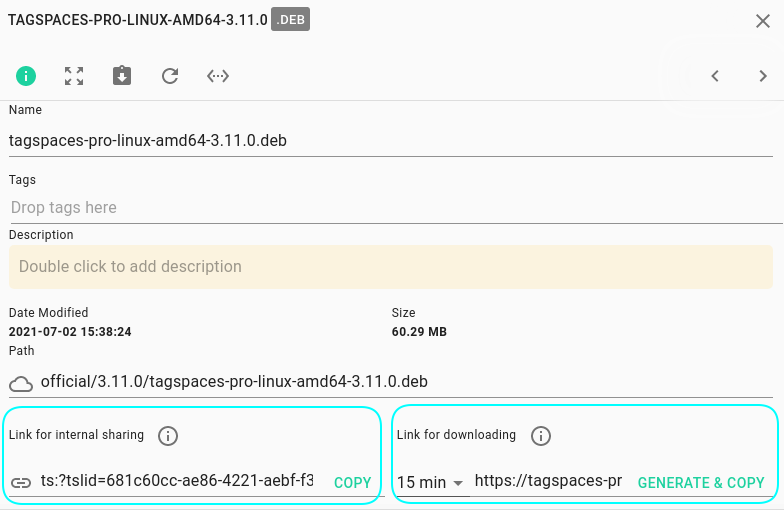 TAGSPACES-PRO-LINUX-AMD64-3.11.0 .DEB
Name
tagspaces-pro-linux-amd64-3.11.0.deb
Tags
Drop tags here
Description
Double click to add description
Date Modified Size
2021-07-02 15:38:24 60.29 MB
Path
official/3.11.0/tagspaces-pro-linux-amd64-3.11.0.deb
Link for internal sharing Link for downloading
ts:?tslid=681c60cc-ae86-4221-aebf-f3 COPY 15 min https://tagspaces-pr GENERATE & COPY